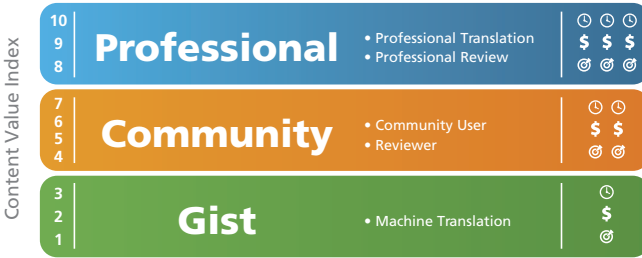 Content Value Index
10
9
8
Professional
• Professional Translation
• Professional Review
$ $ $
7
6
5
4
Community
• Community User
• Reviewer
$ $
3
2
1
Gist
• Machine Translation
$